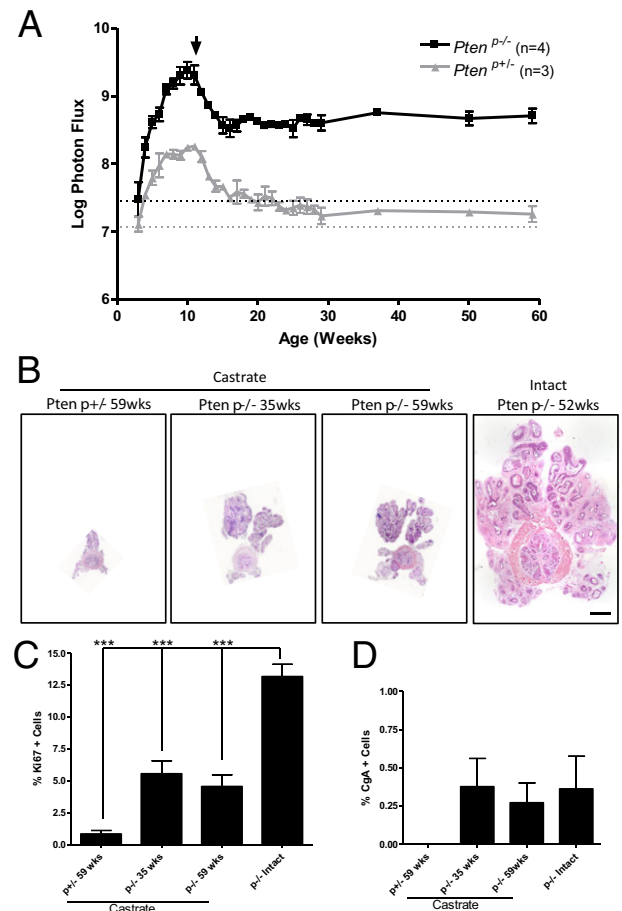 A
10
9
8
7
6
Log Photon Flux
Pten p-/- (n=4)
Pten p+/- (n=3)
0 10 20 30 40 50 60
Age (Weeks)
B
Castrate
Intact
Pten p+/- 59wks
Pten p-/- 35wks
Pten p-/- 59wks
Pten p-/- 52wks
C
*** *** ***
15.0
12.5
10.0
7.5
5.0
2.5
0.0
% Ki67 + Cells
p+/- 59 wks
p-/- 35 wks
p-/- 59 wks
p-/- Intact
Castrate
D
1.00
0.75
0.50
0.25
0.00
% CgA + Cells
p+/- 59 wks
p-/- 35 wks
p-/- 59wks
p-/- Intact
Castrate